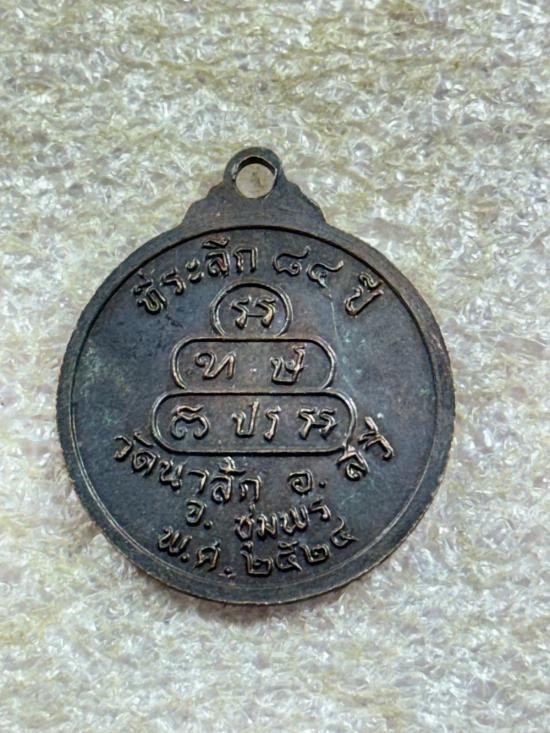 ที่ระลึก ๘๔ ปี
รร
ท ษ์
ปร รร
วัดนาสัก อ. สวี
จ. ชุมพร
พ.ศ. ๒๕๒๔